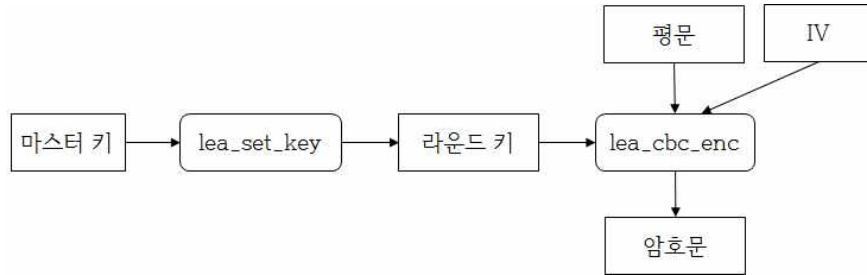 평문
IV
마스터 키
lea_set_key
라운드 키
lea_cbc_enc
암호문